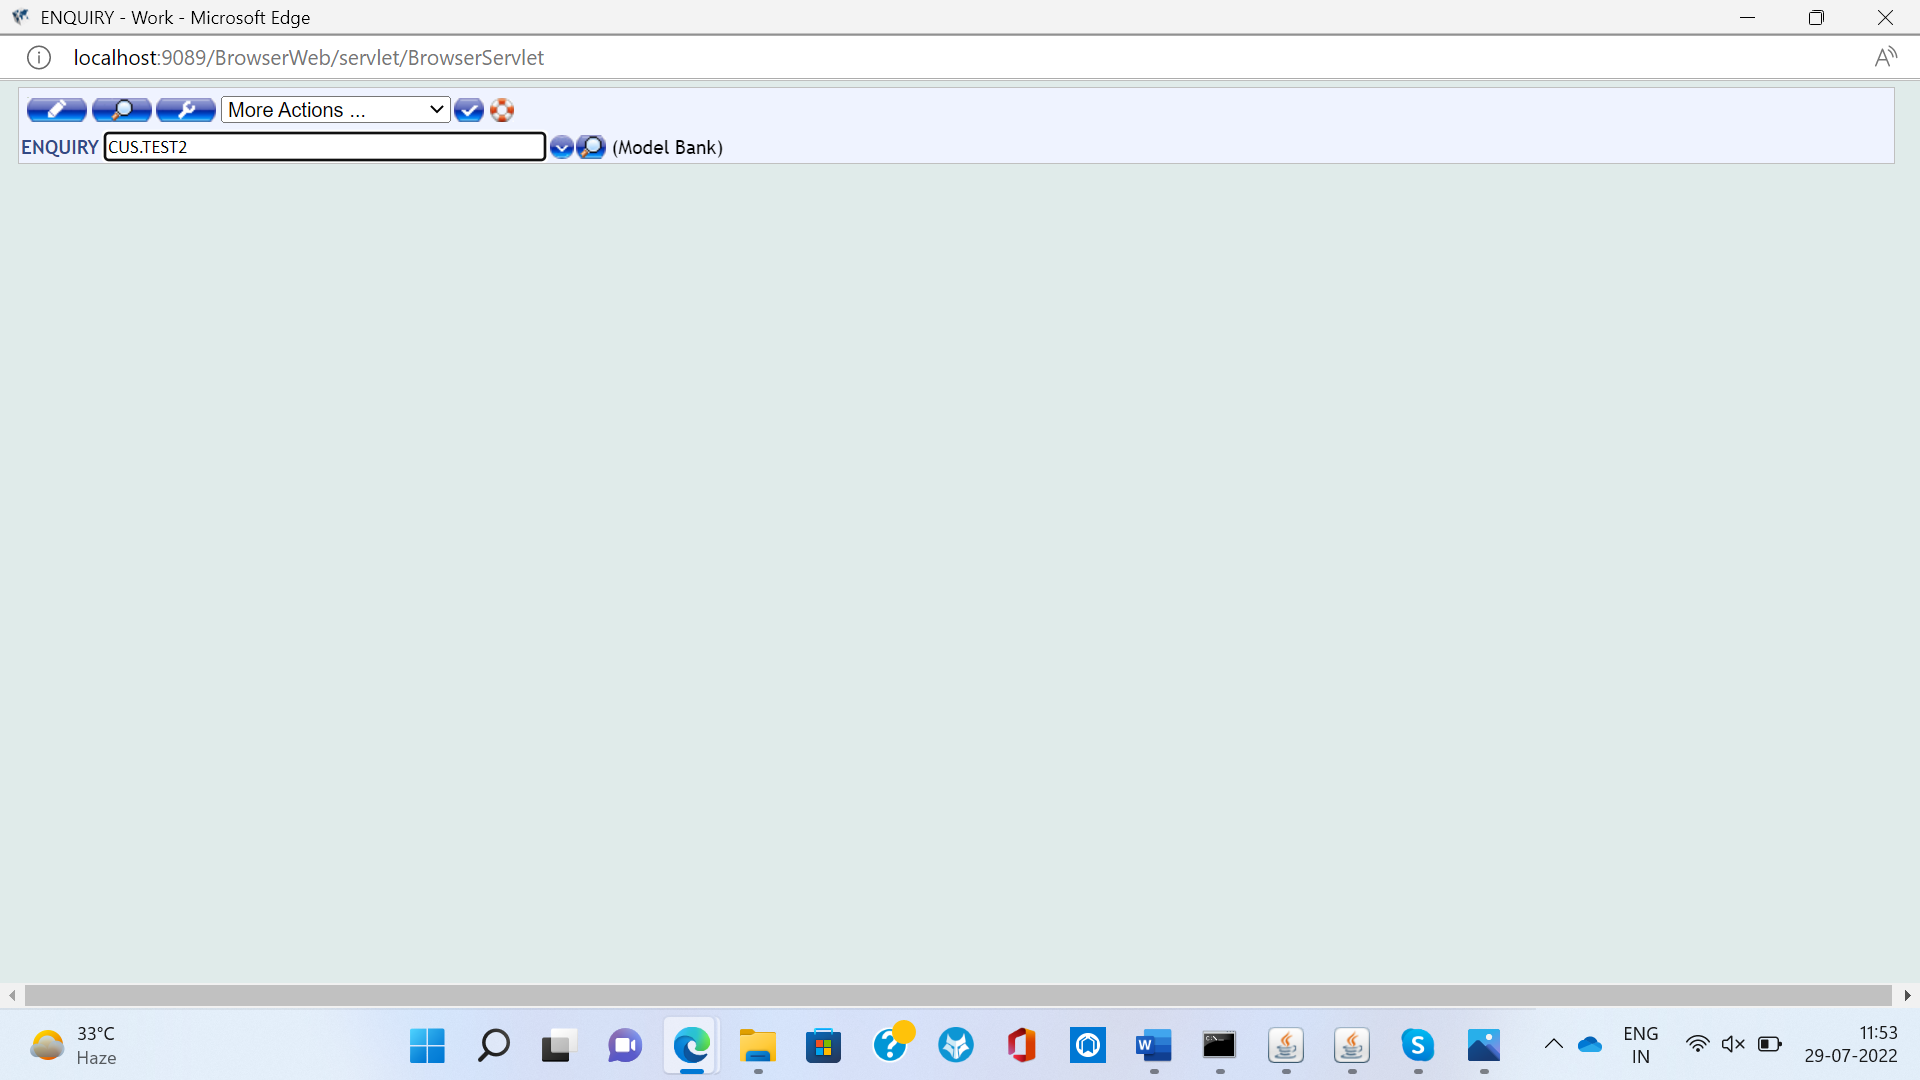 ENQUIRY - Work - Microsoft Edge
localhost:9089/BrowserWeb/servlet/BrowserServlet
More Actions ...
ENQUIRY CUS.TEST2 (Model Bank)
33°C
Haze
ENG
IN
11:53
29-07-2022